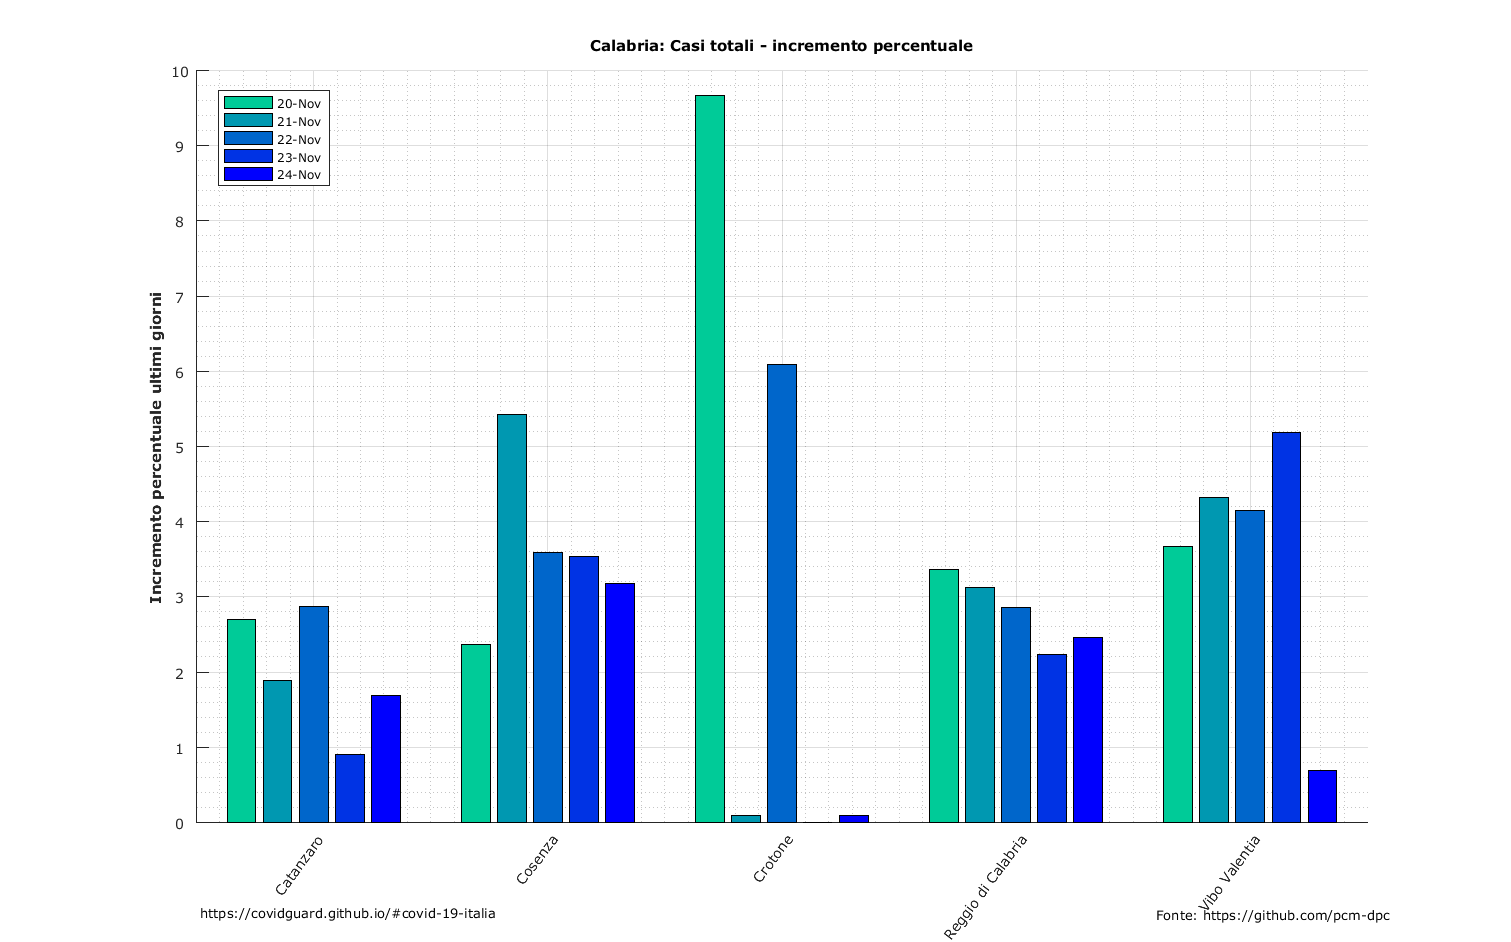 Calabria: Casi totali - incremento percentuale
Incremento percentuale ultimi giorni
10
9
8
7
6
5
4
3
2
1
0
20-Nov
21-Nov
22-Nov
23-Nov
24-Nov
Catanzaro
Cosenza
Crotone
Reggio di Calabria
Vibo Valentia
https://covidguard.github.io/#covid-19-italia
Fonte: https://github.com/pcm-dpc